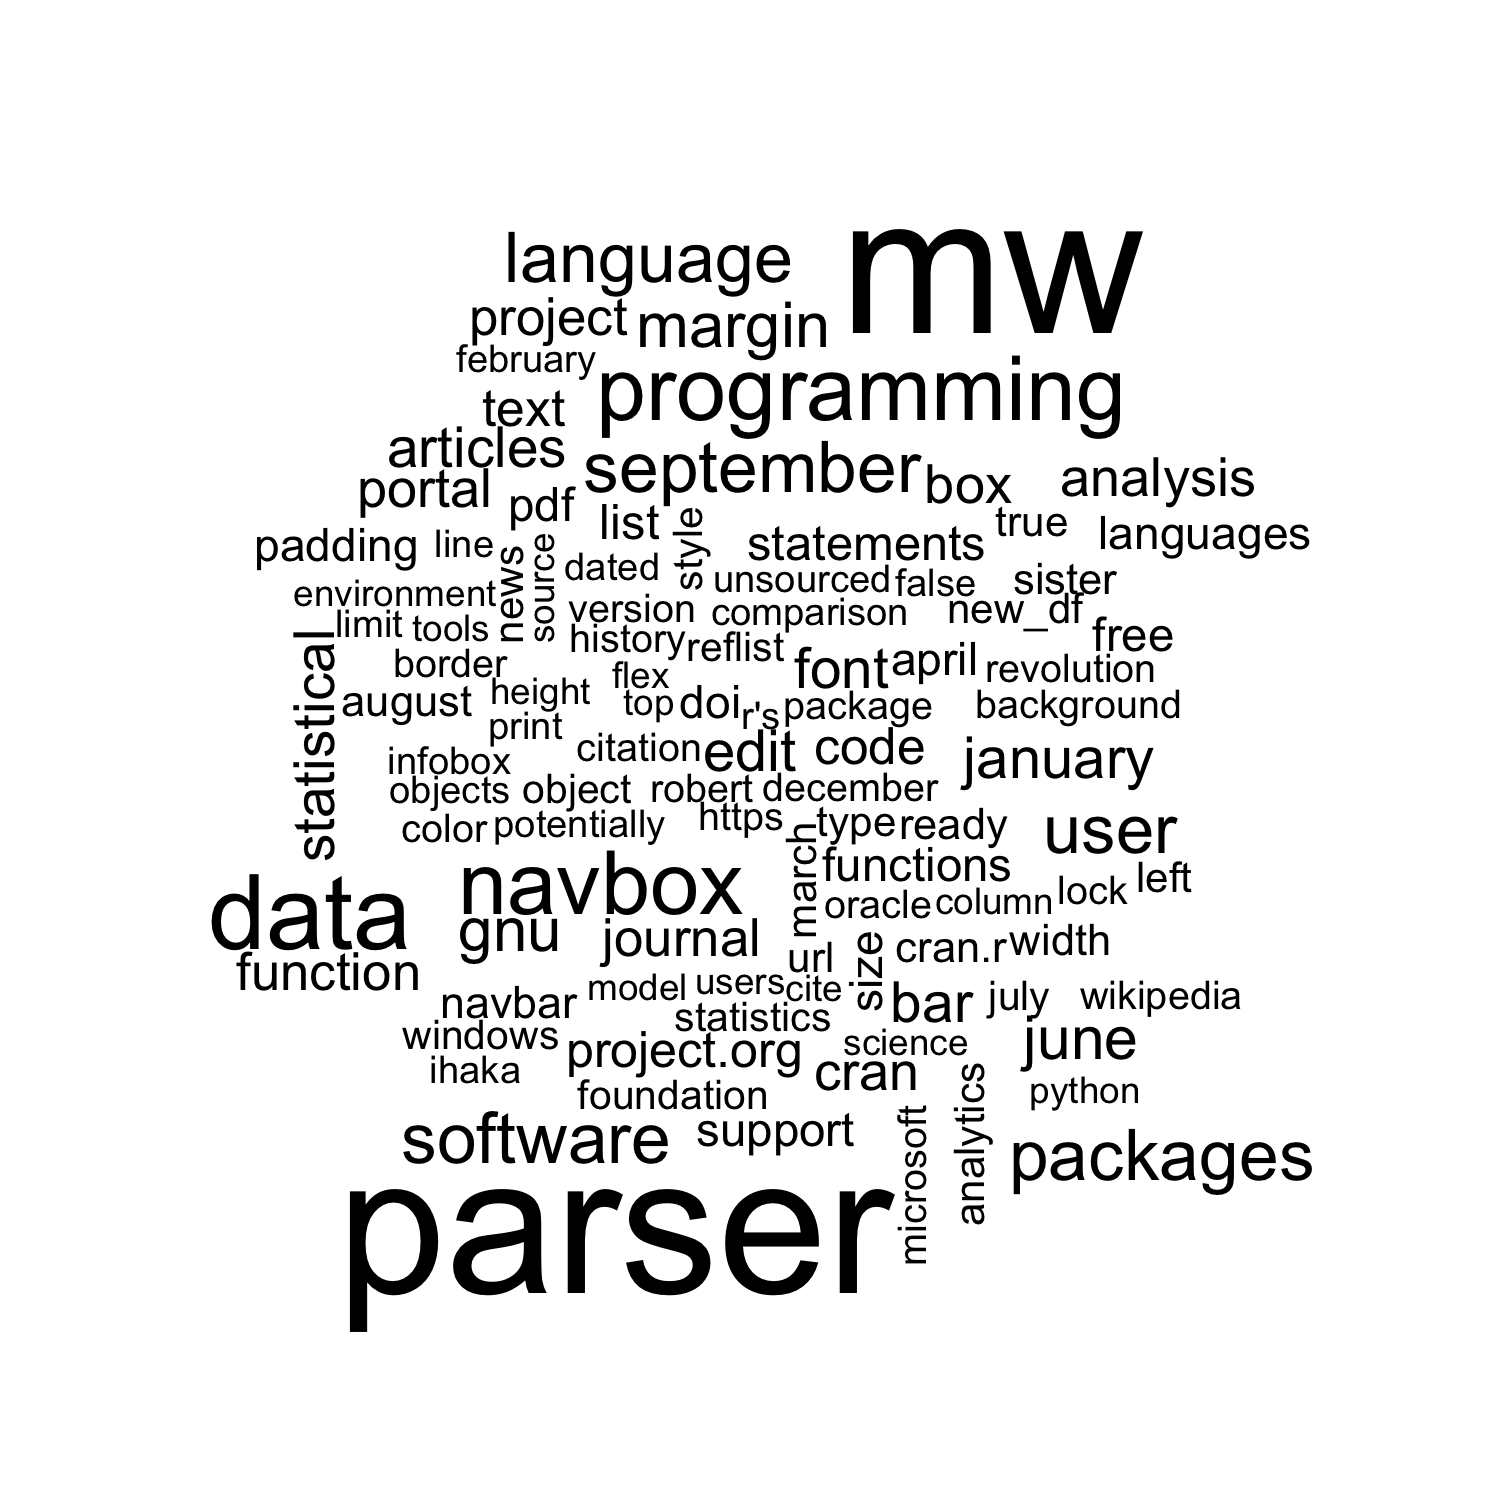 language mw
project margin
february programming
text
articles september box analysis
portal pdf list style true
padding line statements languages
news source dated unsourced false sister
environment version comparison new_df
limit tools history reflist free
statistical border flex font april revolution
august height top doi r's package background
print citation edit code january
infobox
objects object robert december
color potentially https march type ready user
data navbox functions lock left
gnu journal oracle column
function url size cran.r width
navbar model users cite bar july wikipedia
windows statistics science june
project.org
ihaka cran analytics python
foundation
software support microsoft packages
parser